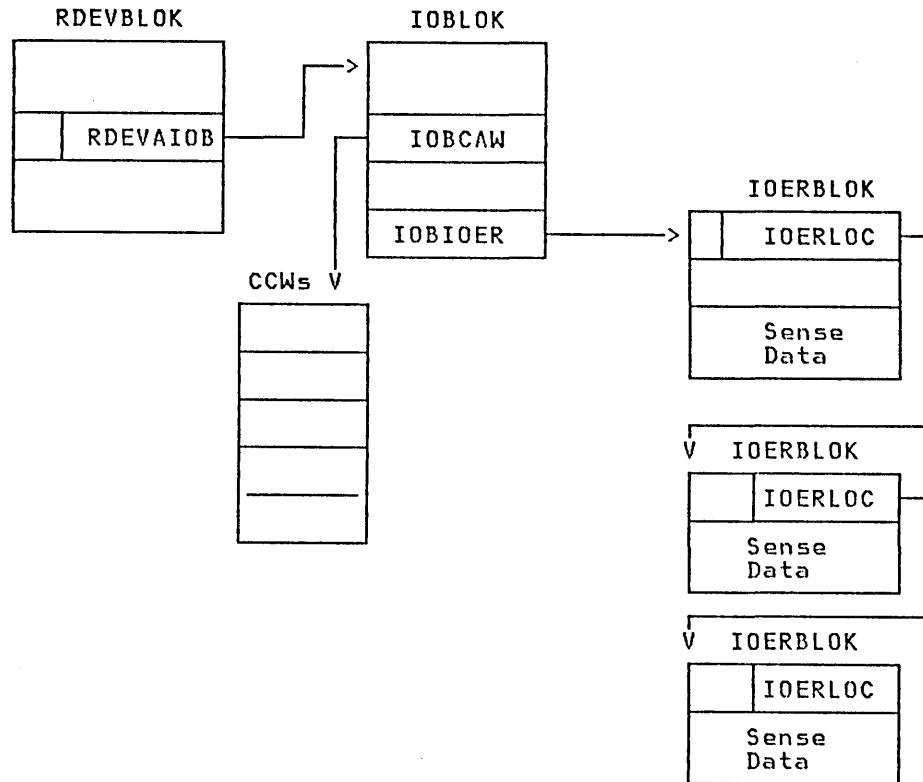 RDEVBLOK
IOBLOK
RDEVAIOB
IOBCAW
IOBIOER
CCWs
IOERBLOK
IOERLOC
Sense
Data
IOERBLOK
IOERLOC
Sense
Data
IOERBLOK
IOERLOC
Sense
Data